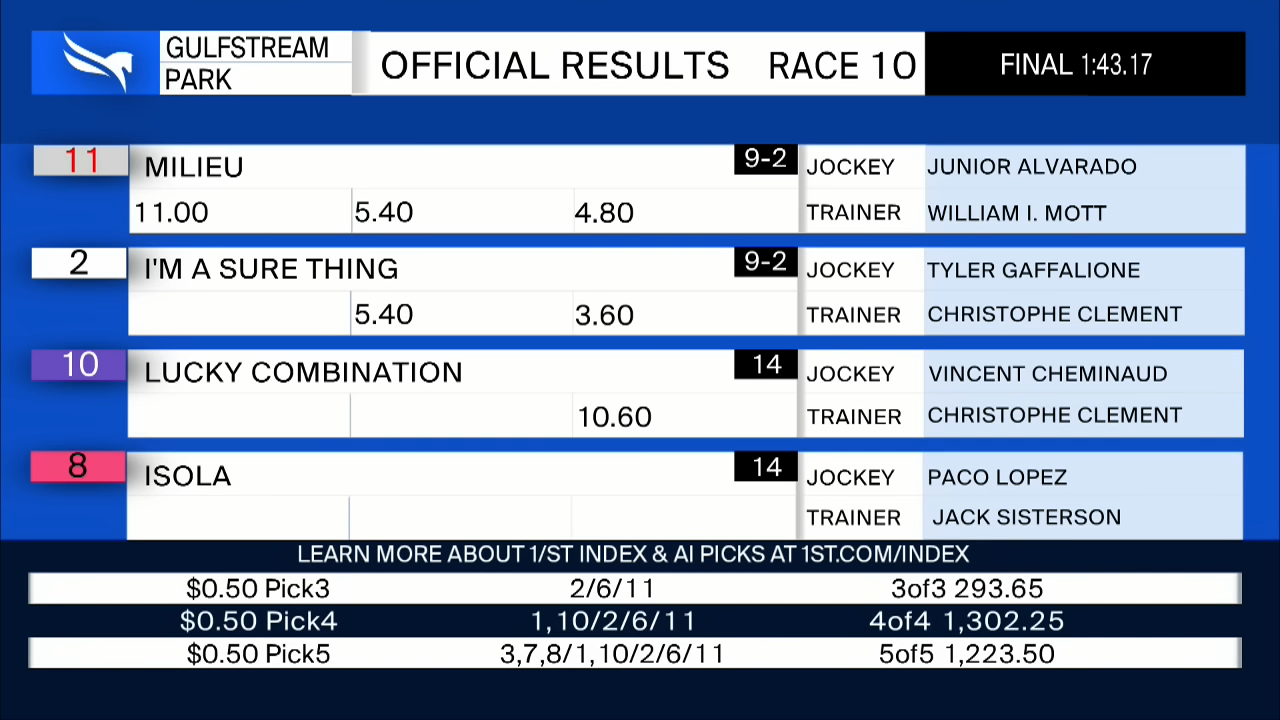 GULFSTREAM
PARK
OFFICIAL RESULTS RACE 10
FINAL 1:43.17
11 MILIEU 9-2 JOCKEY JUNIOR ALVARADO
11.00 5.40 4.80 TRAINER WILLIAM I. MOTT
2 I'M A SURE THING 9-2 JOCKEY TYLER GAFFALIONE
5.40 3.60 TRAINER CHRISTOPHE CLEMENT
10 LUCKY COMBINATION 14 JOCKEY VINCENT CHEMINAUD
10.60 TRAINER CHRISTOPHE CLEMENT
8 ISOLA 14 JOCKEY PACO LOPEZ
TRAINER JACK SISTERSON
LEARN MORE ABOUT 1/ST INDEX & AI PICKS AT 1ST.COM/INDEX
$0.50 Pick3 2/6/11 3of3 293.65
$0.50 Pick4 1,10/2/6/11 4of4 1,302.25
$0.50 Pick5 3,7,8/1,10/2/6/11 5of5 1,223.50